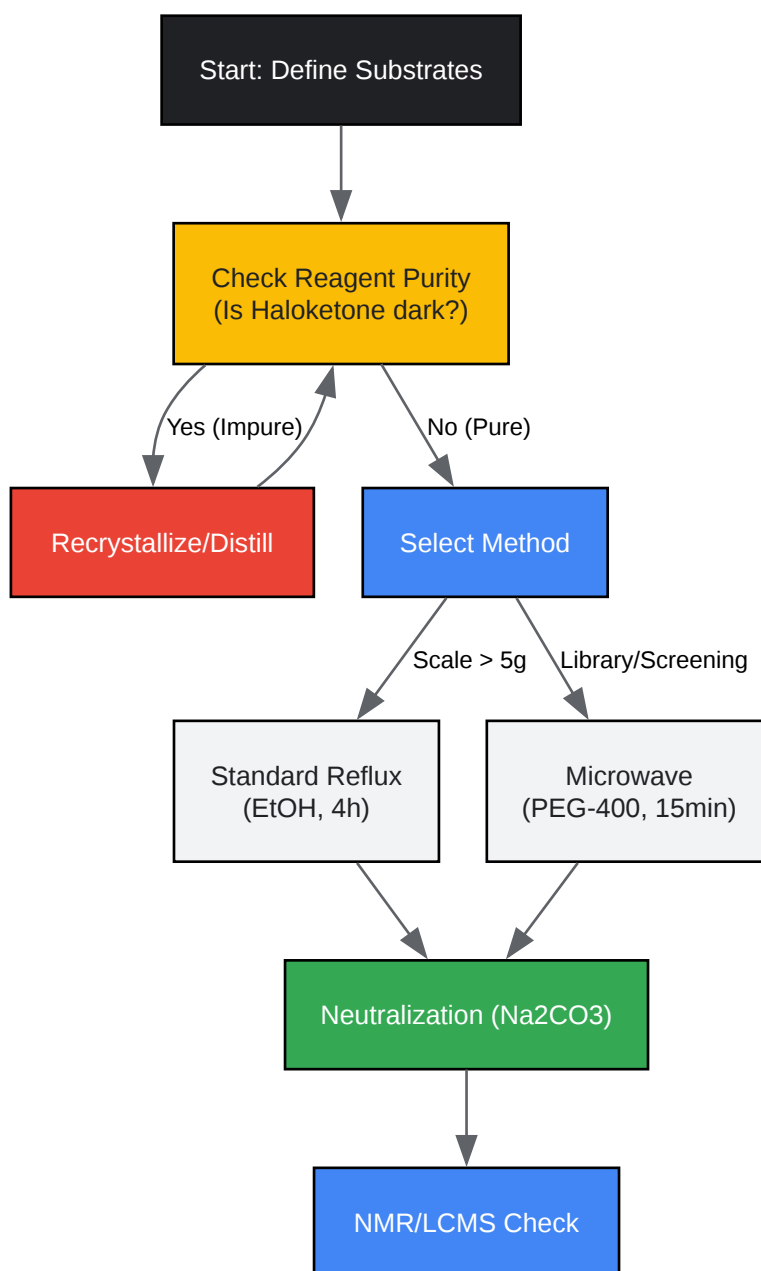 Start: Define Substrates
Check Reagent Purity
(Is Haloketone dark?)
Yes (Impure)
No (Pure)
Recrystallize/Distill
Select Method
Scale > 5g
Library/Screening
Standard Reflux
(EtOH, 4h)
Microwave
(PEG-400, 15min)
Neutralization (Na2CO3)
NMR/LCMS Check